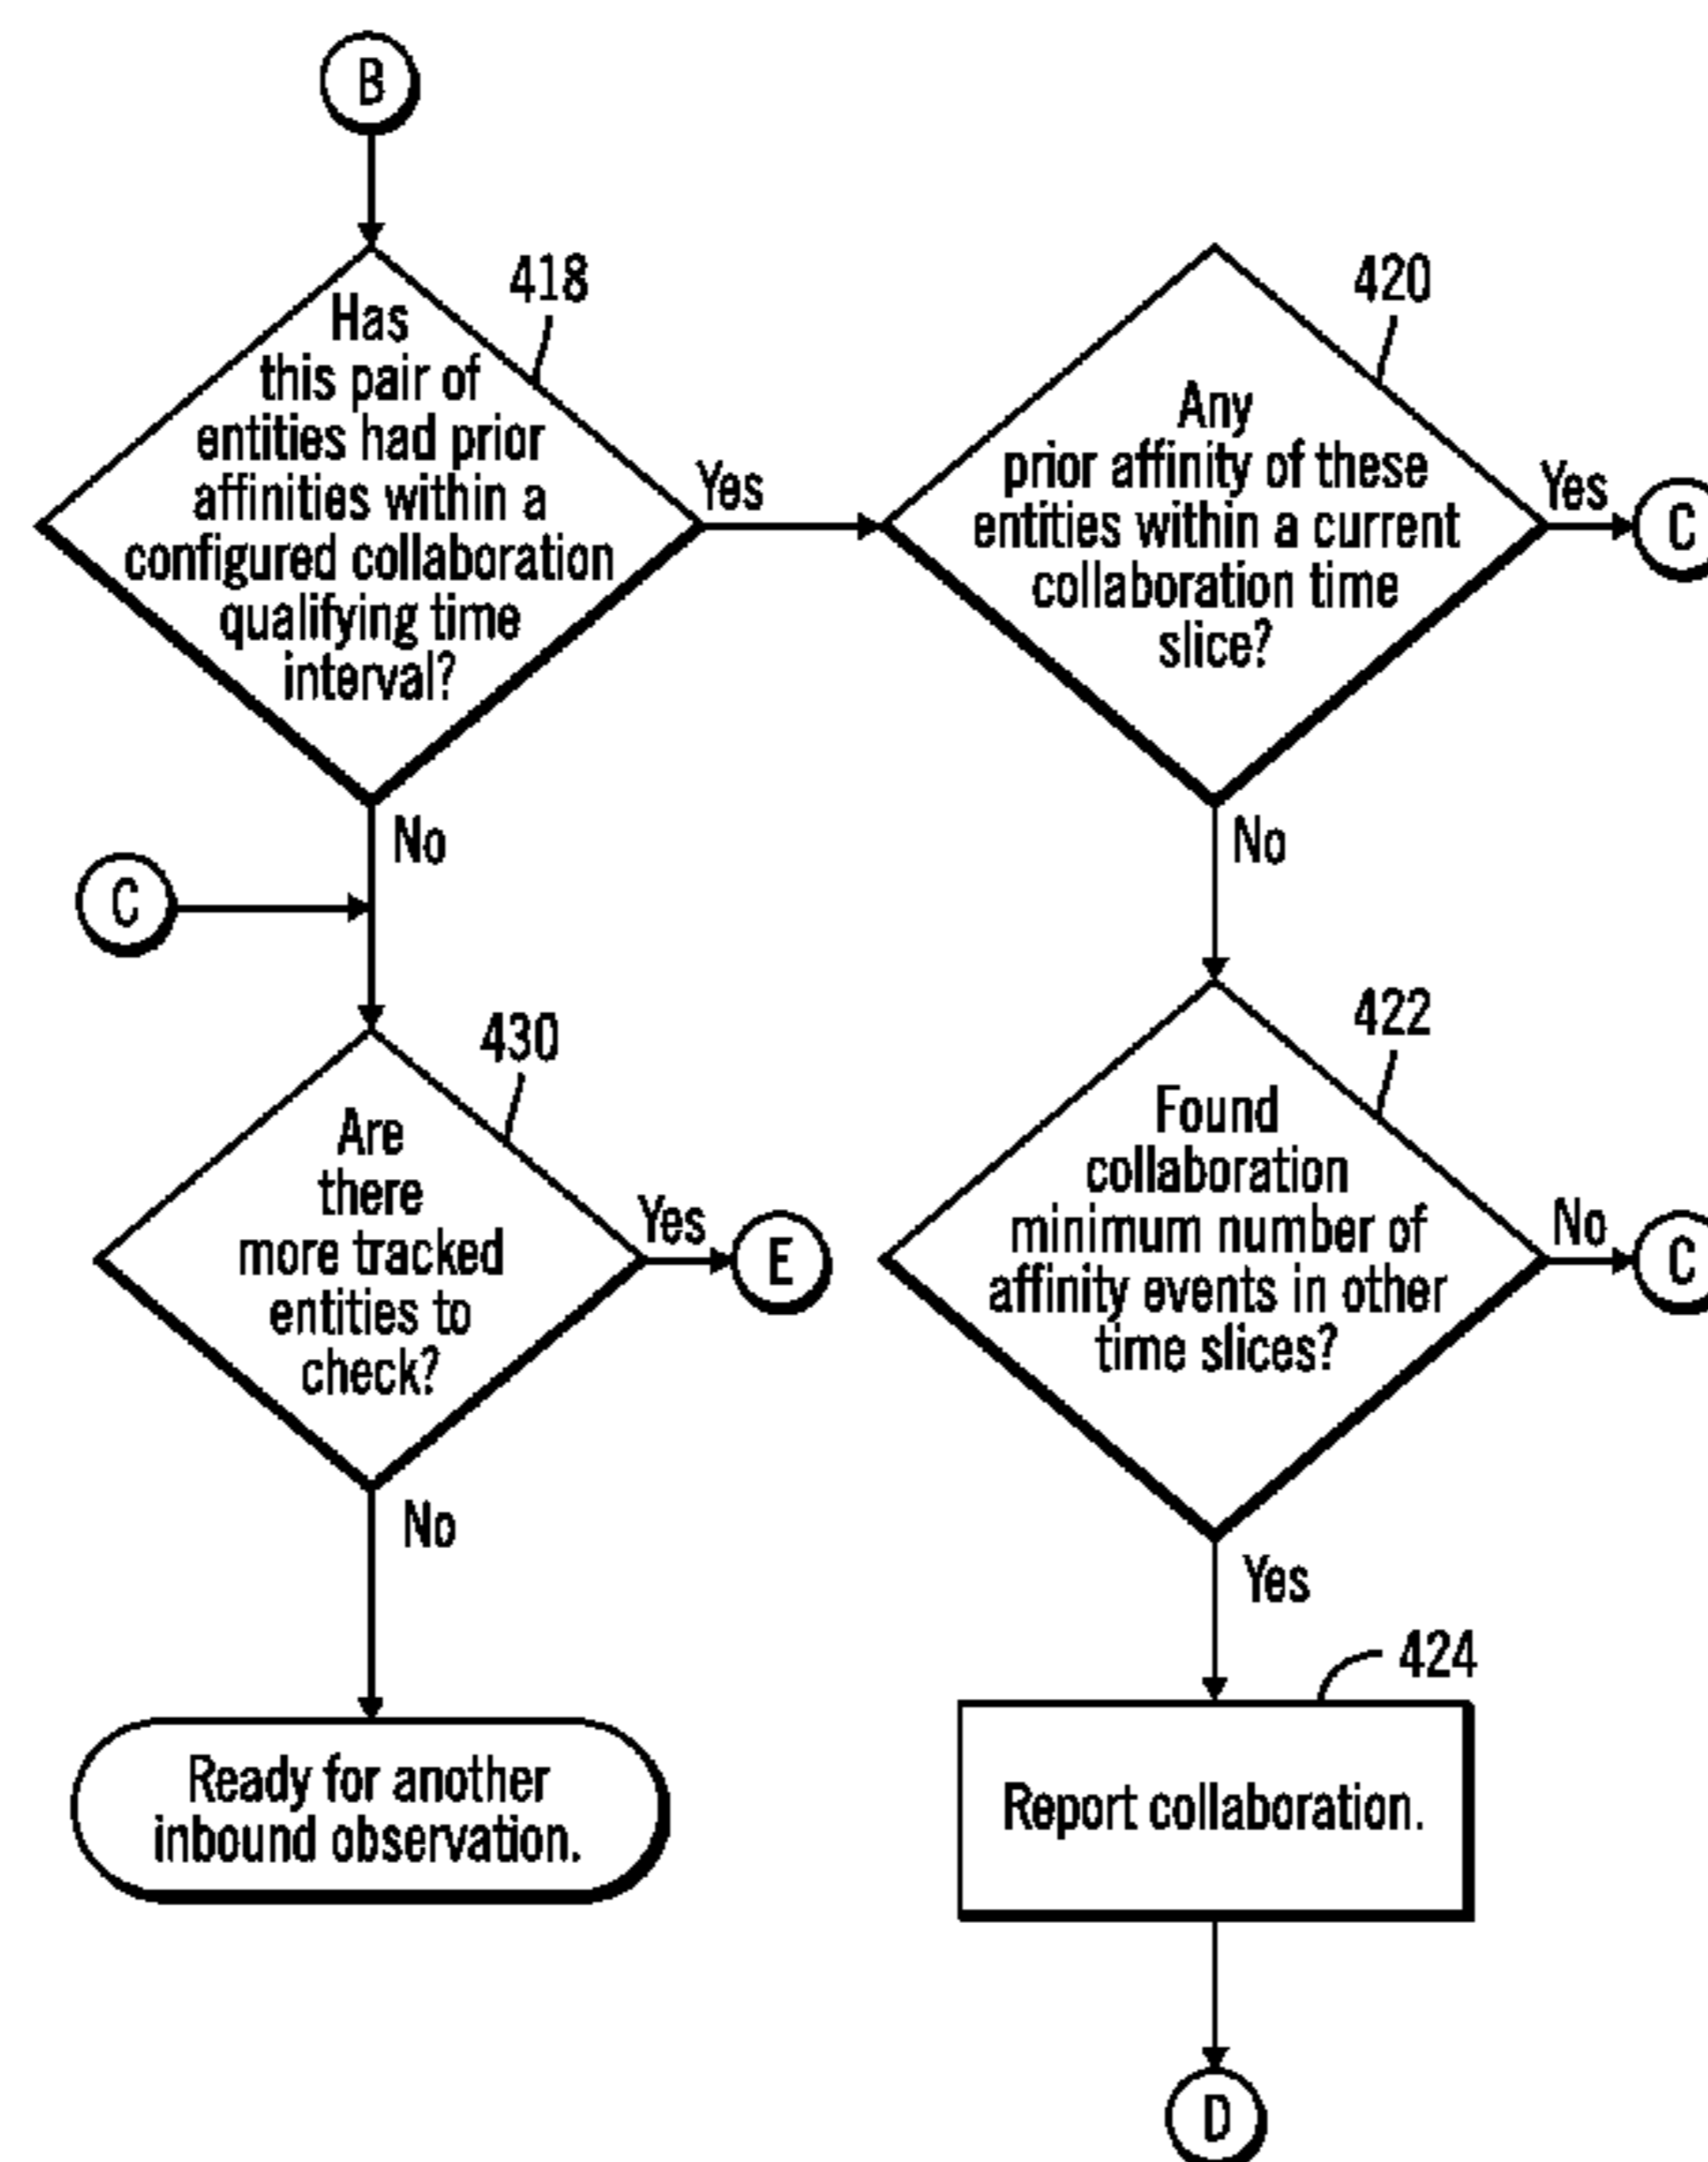 B
418
Has
this pair of
entities had prior
affinities within a
configured collaboration
qualifying time
interval?
Yes
No
420
Any
prior affinity of these
entities within a current
collaboration time
slice?
Yes
C
No
C
430
Are
there
more tracked
entities to
check?
Yes
E
No
422
Found
collaboration
minimum number of
affinity events in other
time slices?
No
C
Yes
Ready for another
inbound observation.
424
Report collaboration.
D